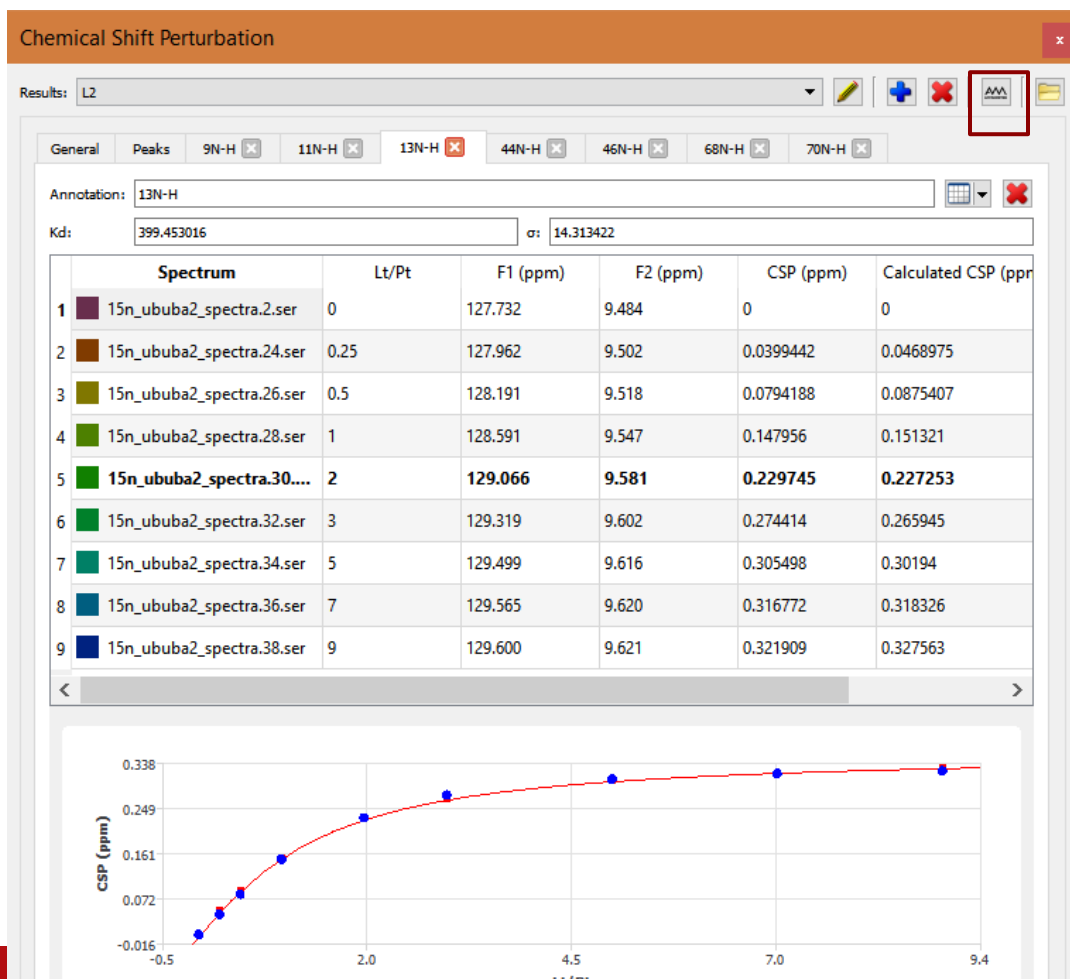 Chemical Shift Perturbation x
Results: L2
General Peaks 9N-H 11N-H 13N-H 44N-H 46N-H 68N-H 70N-H
Annotation: 13N-H
Kd: 399.453016 σ: 14.313422
Spectrum Lt/Pt F1 (ppm) F2 (ppm) CSP (ppm) Calculated CSP (ppr
1 15n_ububa2_spectra.2.ser 0 127.732 9.484 0 0
2 15n_ububa2_spectra.24.ser 0.25 127.962 9.502 0.0399442 0.0468975
3 15n_ububa2_spectra.26.ser 0.5 128.191 9.518 0.0794188 0.0875407
4 15n_ububa2_spectra.28.ser 1 128.591 9.547 0.147956 0.151321
5 15n_ububa2_spectra.30.... 2 129.066 9.581 0.229745 0.227253
6 15n_ububa2_spectra.32.ser 3 129.319 9.602 0.274414 0.265945
7 15n_ububa2_spectra.34.ser 5 129.499 9.616 0.305498 0.30194
8 15n_ububa2_spectra.36.ser 7 129.565 9.620 0.316772 0.318326
9 15n_ububa2_spectra.38.ser 9 129.600 9.621 0.321909 0.327563
CSP (ppm)
0.338
0.249
0.161
0.072
-0.016
-0.5 2.0 4.5 7.0 9.4